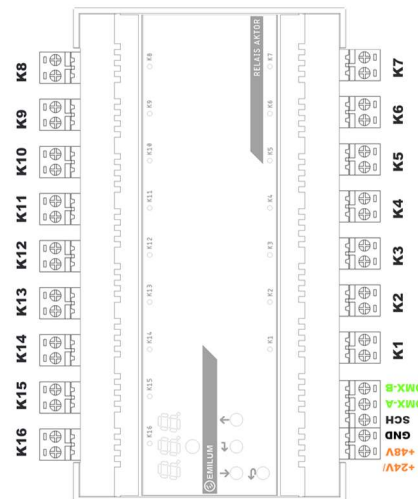 K8
K9
K10
K11
K12
K13
K14
K15
K16
K8
K9
K10
K11
K12
K13
K14
K15
K16
RELAIS AKTOR
EMILUM
K7
K6
K5
K4
K3
K2
K1
K7
K6
K5
K4
K3
K2
K1
DMX-B
DMX-A
SCH
GND
+48V
+24V/